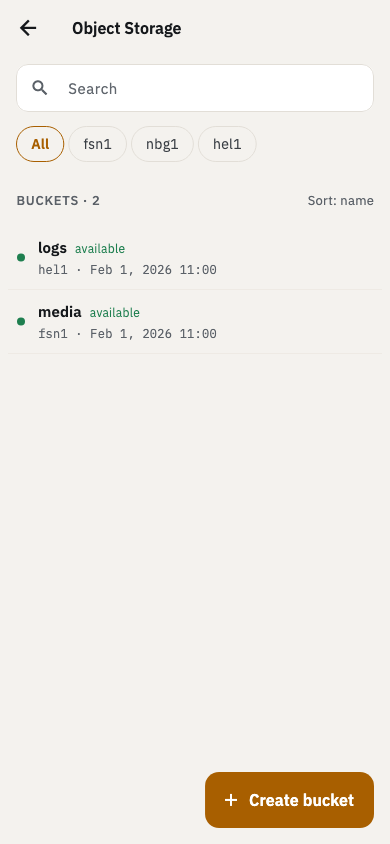 Object Storage
Search
All fsn1 nbg1 hel1
BUCKETS · 2 Sort: name
logs available
hel1 · Feb 1, 2026 11:00
media available
fsn1 · Feb 1, 2026 11:00
+ Create bucket